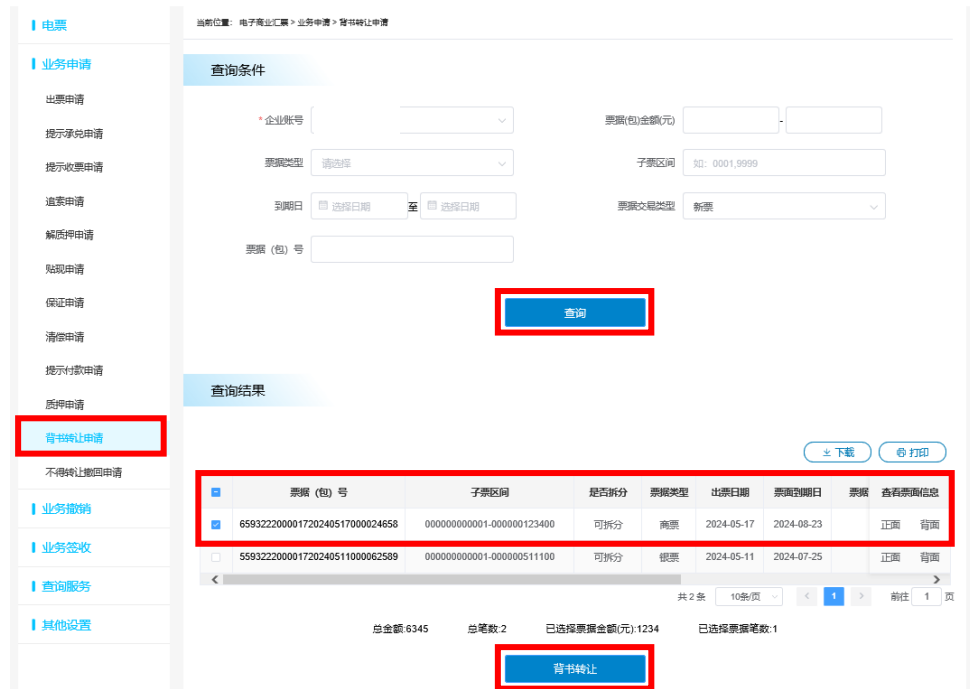 电票
业务申请
出票申请
提示承兑申请
提示收票申请
追索申请
解质押申请
贴现申请
保证申请
清偿申请
提示付款申请
质押申请
背书转让申请
不得转让撤回申请
业务撤销
业务签收
查询服务
其他设置
当前位置： 电子商业汇票 > 业务申请 > 背书转让申请
查询条件
* 企业账号 票据(包)金额(元) -
票据类型 请选择 子票区间 如：0001,9999
到期日 选择日期 至 选择日期 票据交易类型 新票
票据（包）号
查询
查询结果
下载 打印
票据（包）号 子票区间 是否拆分 票据类型 出票日期 票面到期日 票据 查看票面信息
659322200001720240517000024658 000000000001-000000123400 可拆分 商票 2024-05-17 2024-08-23 正面 背面
559322200001720240511000062589 000000000001-000000511100 可拆分 银票 2024-05-11 2024-07-25 正面 背面
共 2 条 10条/页 < 1 > 前往 1 页
总金额:6345 总笔数:2 已选择票据金额(元):1234 已选择票据笔数:1
背书转让